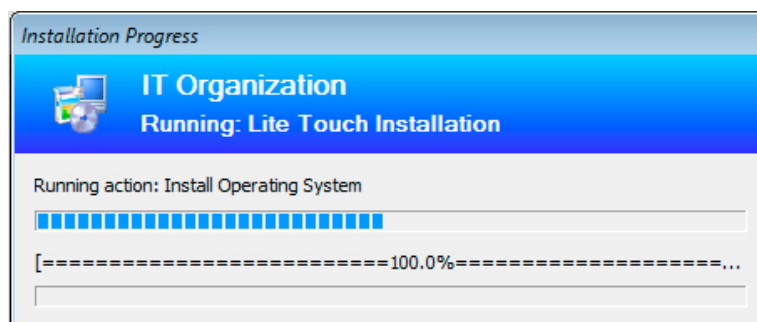 Installation Progress
IT Organization
Running: Lite Touch Installation
Running action: Install Operating System
[==========================100.0%====================...